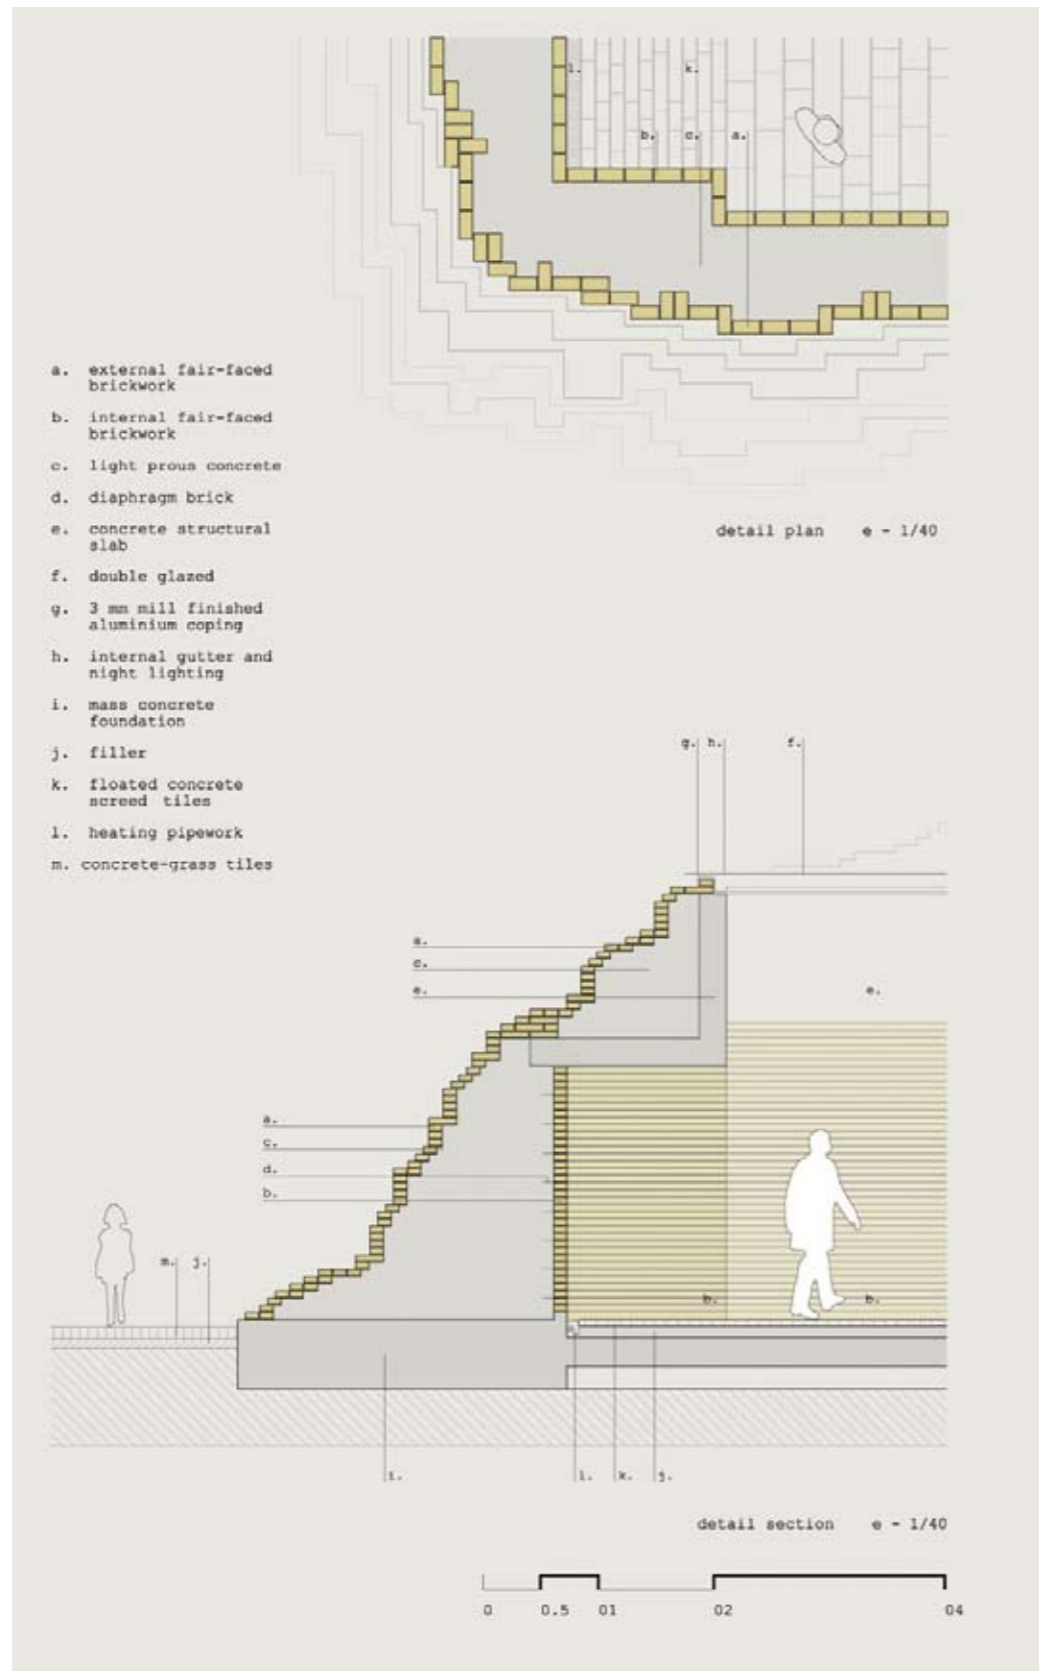 l.
k.
b.
c.
a.
a. external fair-faced
brickwork
b. internal fair-faced
brickwork
c. light prous concrete
d. diaphragm brick
e. concrete structural
slab
f. double glazed
g. 3 mm mill finished
aluminium coping
h. internal gutter and
night lighting
i. mass concrete
foundation
j. filler
k. floated concrete
screed tiles
l. heating pipework
m. concrete-grass tiles
detail plan e - 1/40
g. h. f.
a.
c.
e.
e.
a.
c.
d.
b.
m. j.
b. b.
i. l. k. j.
detail section e - 1/40
0 0.5 01 02 04